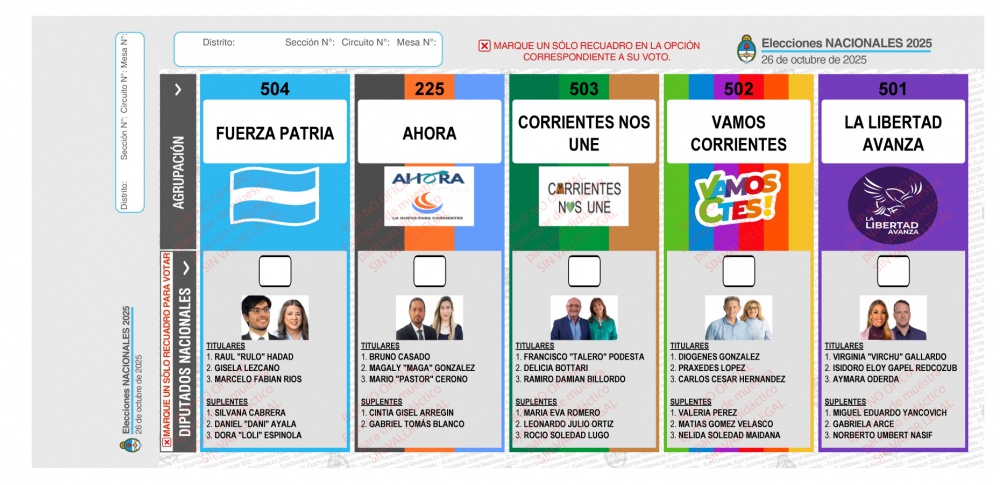 Distrito: Sección N°: Circuito N°: Mesa N°:
Distrito: Sección N°: Circuito N°: Mesa N°:
MARQUE UN SÓLO RECUADRO EN LA OPCIÓN
CORRESPONDIENTE A SU VOTO.
Elecciones NACIONALES 2025
26 de octubre de 2025
AGRUPACIÓN
504
FUERZA PATRIA
225
AHORA
AHORA
LO NUEVO PARA CORRIENTES
503
CORRIENTES NOS
UNE
CORRIENTES
NOS UNE
502
VAMOS
CORRIENTES
VAMOS
CTES!
501
LA LIBERTAD
AVANZA
LA
LIBERTAD
AVANZA
MARQUE UN SÓLO RECUADRO PARA VOTAR
DIPUTADOS NACIONALES
TITULARES
1. RAUL "RULO" HADAD
2. GISELA LEZCANO
3. MARCELO FABIAN RIOS
SUPLENTES
1. SILVANA CABRERA
2. DANIEL "DANI" AYALA
3. DORA "LOLI" ESPINOLA
TITULARES
1. BRUNO CASADO
2. MAGALY "MAGA" GONZALEZ
3. MARIO "PASTOR" CERONO
SUPLENTES
1. CINTIA GISEL ARREGIN
2. GABRIEL TOMÁS BLANCO
TITULARES
1. FRANCISCO "TALERO" PODESTA
2. DELICIA BOTTARI
3. RAMIRO DAMIAN BILLORDO
SUPLENTES
1. MARIA EVA ROMERO
2. LEONARDO JULIO ORTIZ
3. ROCIO SOLEDAD LUGO
TITULARES
1. DIOGENES GONZALEZ
2. PRAXEDES LOPEZ
3. CARLOS CESAR HERNANDEZ
SUPLENTES
1. VALERIA PEREZ
2. MATIAS GOMEZ VELASCO
3. NELIDA SOLEDAD MAIDANA
TITULARES
1. VIRGINIA "VIRCHU" GALLARDO
2. ISIDORO ELOY GAPEL REDCOZUB
3. AYMARA ODERDA
SUPLENTES
1. MIGUEL EDUARDO YANCOVICH
2. GABRIELA ARCE
3. NORBERTO UMBERT NASIF
Elecciones NACIONALES 2025
26 de octubre de 2025